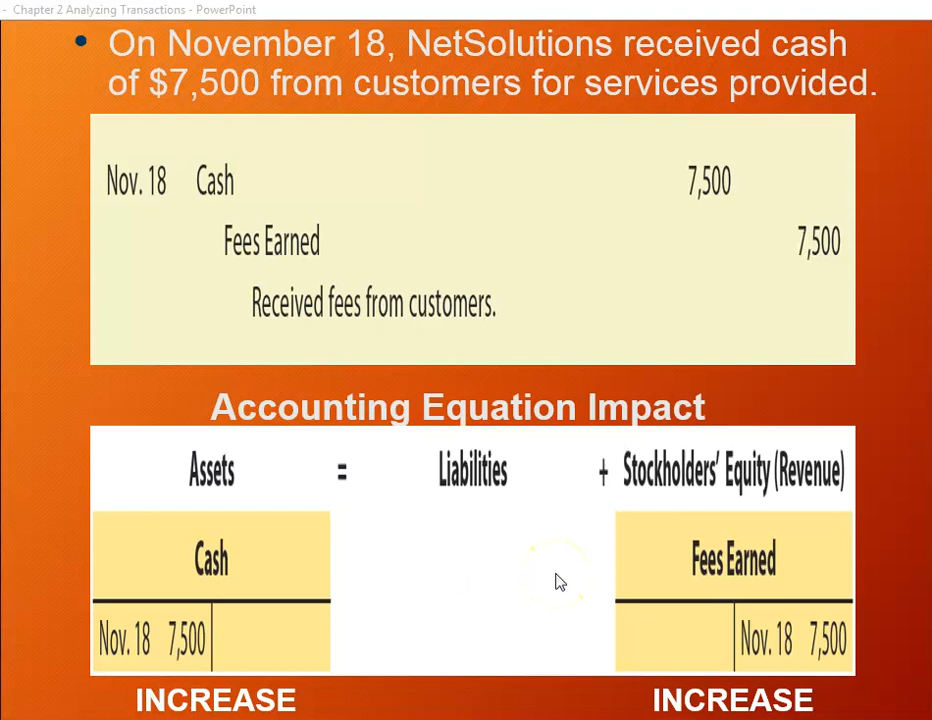 - Chapter 2 Analyzing Transactions - PowerPoint
• On November 18, NetSolutions received cash
of $7,500 from customers for services provided.
Nov. 18 Cash 7,500
Fees Earned 7,500
Received fees from customers.
Accounting Equation Impact
Assets = Liabilities + Stockholders’ Equity (Revenue)
Cash Fees Earned
Nov. 18 7,500 Nov. 18 7,500
INCREASE INCREASE